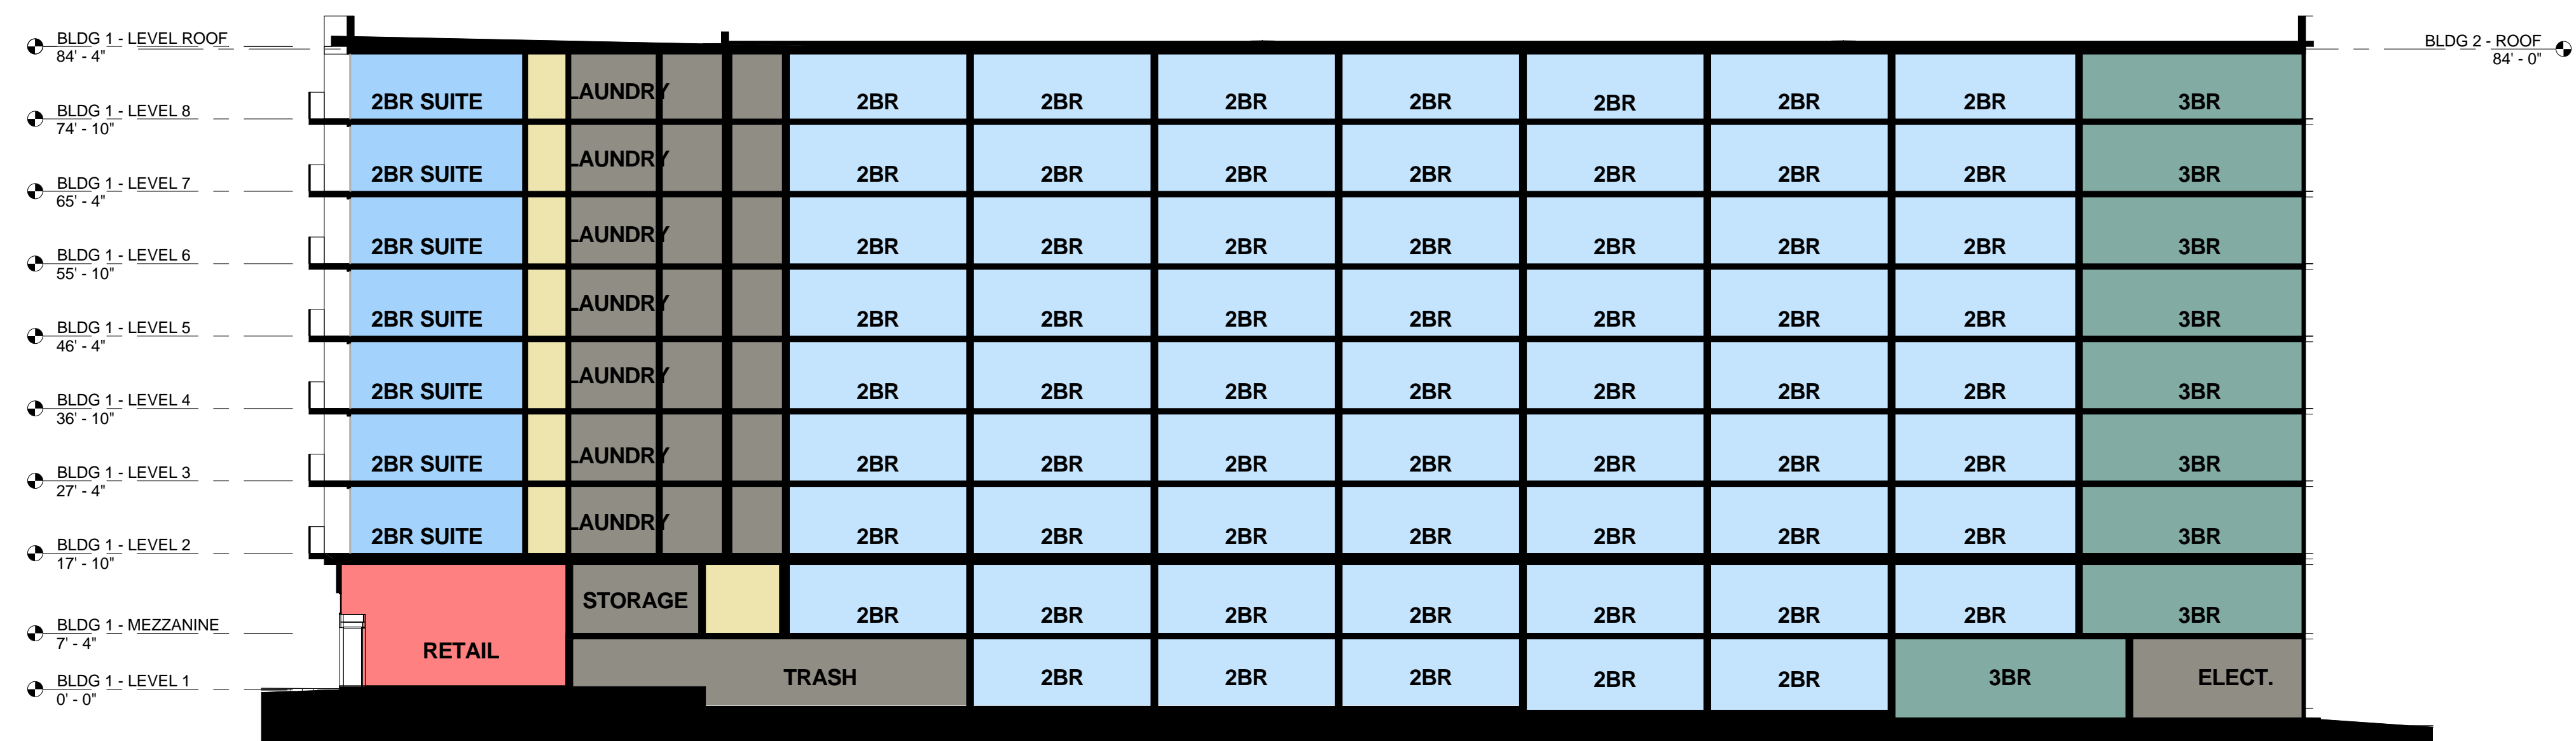 BLDG 1 - LEVEL ROOF
84' - 4"
BLDG 2 - ROOF
84' - 0"
2BR SUITE LAUNDRY 2BR 2BR 2BR 2BR 2BR 2BR 2BR 3BR
BLDG 1 - LEVEL 8
74' - 10"
2BR SUITE LAUNDRY 2BR 2BR 2BR 2BR 2BR 2BR 2BR 3BR
BLDG 1 - LEVEL 7
65' - 4"
2BR SUITE LAUNDRY 2BR 2BR 2BR 2BR 2BR 2BR 2BR 3BR
BLDG 1 - LEVEL 6
55' - 10"
2BR SUITE LAUNDRY 2BR 2BR 2BR 2BR 2BR 2BR 2BR 3BR
BLDG 1 - LEVEL 5
46' - 4"
2BR SUITE LAUNDRY 2BR 2BR 2BR 2BR 2BR 2BR 2BR 3BR
BLDG 1 - LEVEL 4
36' - 10"
2BR SUITE LAUNDRY 2BR 2BR 2BR 2BR 2BR 2BR 2BR 3BR
BLDG 1 - LEVEL 3
27' - 4"
2BR SUITE LAUNDRY 2BR 2BR 2BR 2BR 2BR 2BR 2BR 3BR
BLDG 1 - LEVEL 2
17' - 10"
STORAGE 2BR 2BR 2BR 2BR 2BR 2BR 2BR 3BR
BLDG 1 - MEZZANINE
7' - 4"
RETAIL TRASH 2BR 2BR 2BR 2BR 2BR 3BR ELECT.
BLDG 1 - LEVEL 1
0' - 0"